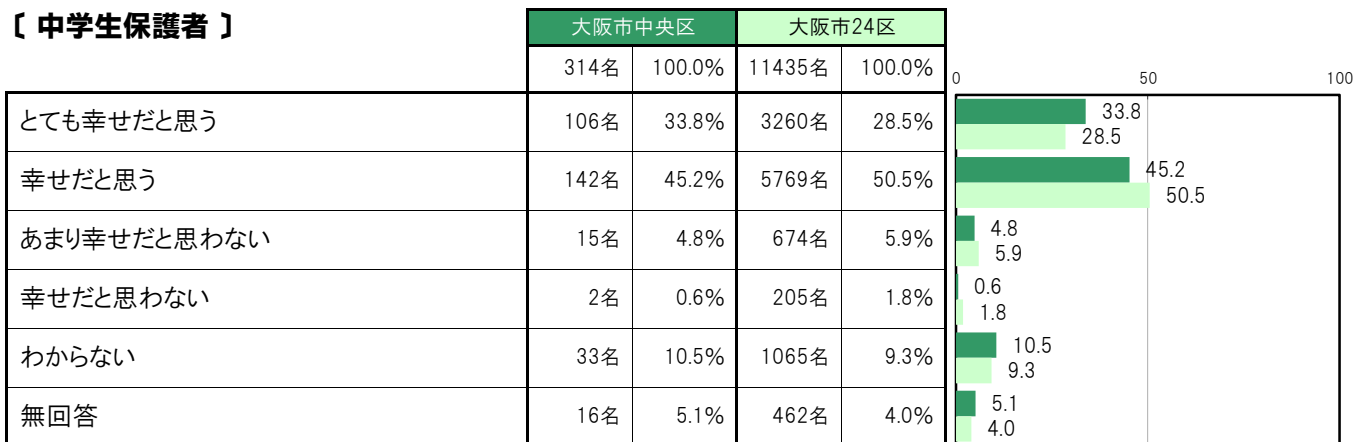 〔 中学生保護者 〕
大阪市中央区 大阪市24区
314名 100.0% 11435名 100.0%
0 50 100
とても幸せだと思う 106名 33.8% 3260名 28.5%
33.8
28.5
幸せだと思う 142名 45.2% 5769名 50.5%
45.2
50.5
あまり幸せだと思わない 15名 4.8% 674名 5.9%
4.8
5.9
幸せだと思わない 2名 0.6% 205名 1.8%
0.6
1.8
わからない 33名 10.5% 1065名 9.3%
10.5
9.3
無回答 16名 5.1% 462名 4.0%
5.1
4.0